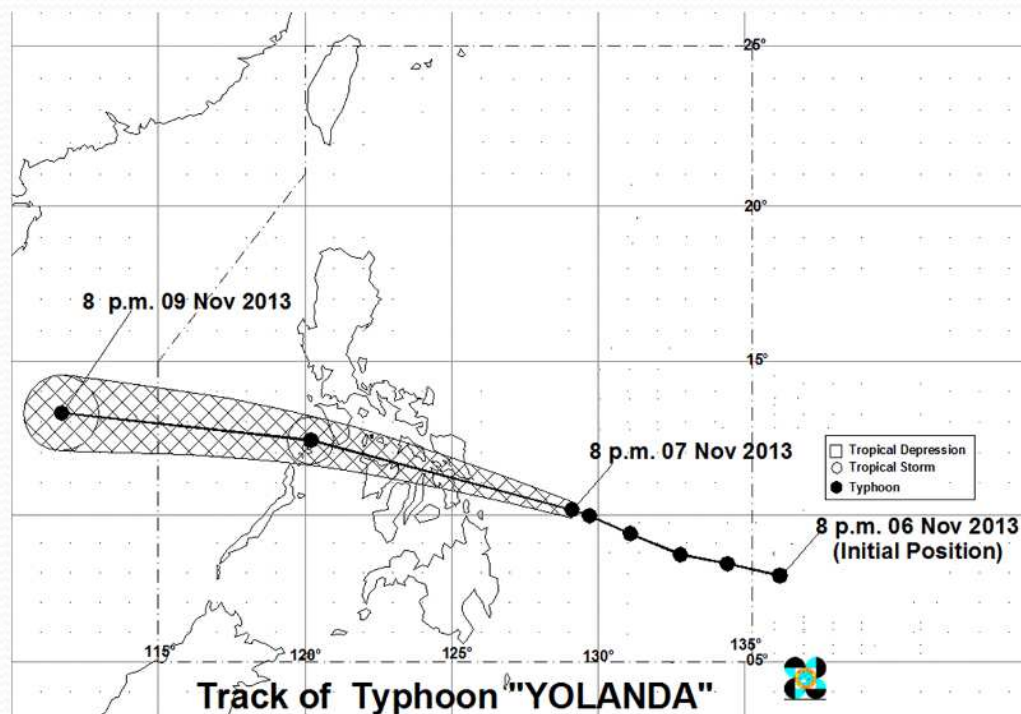 25°
20°
8 p.m. 09 Nov 2013
15°
8 p.m. 07 Nov 2013
Tropical Depression
Tropical Storm
Typhoon
8 p.m. 06 Nov 2013
(Initial Position)
115°
120°
125°
130°
135°
05°
Track of Typhoon "YOLANDA"